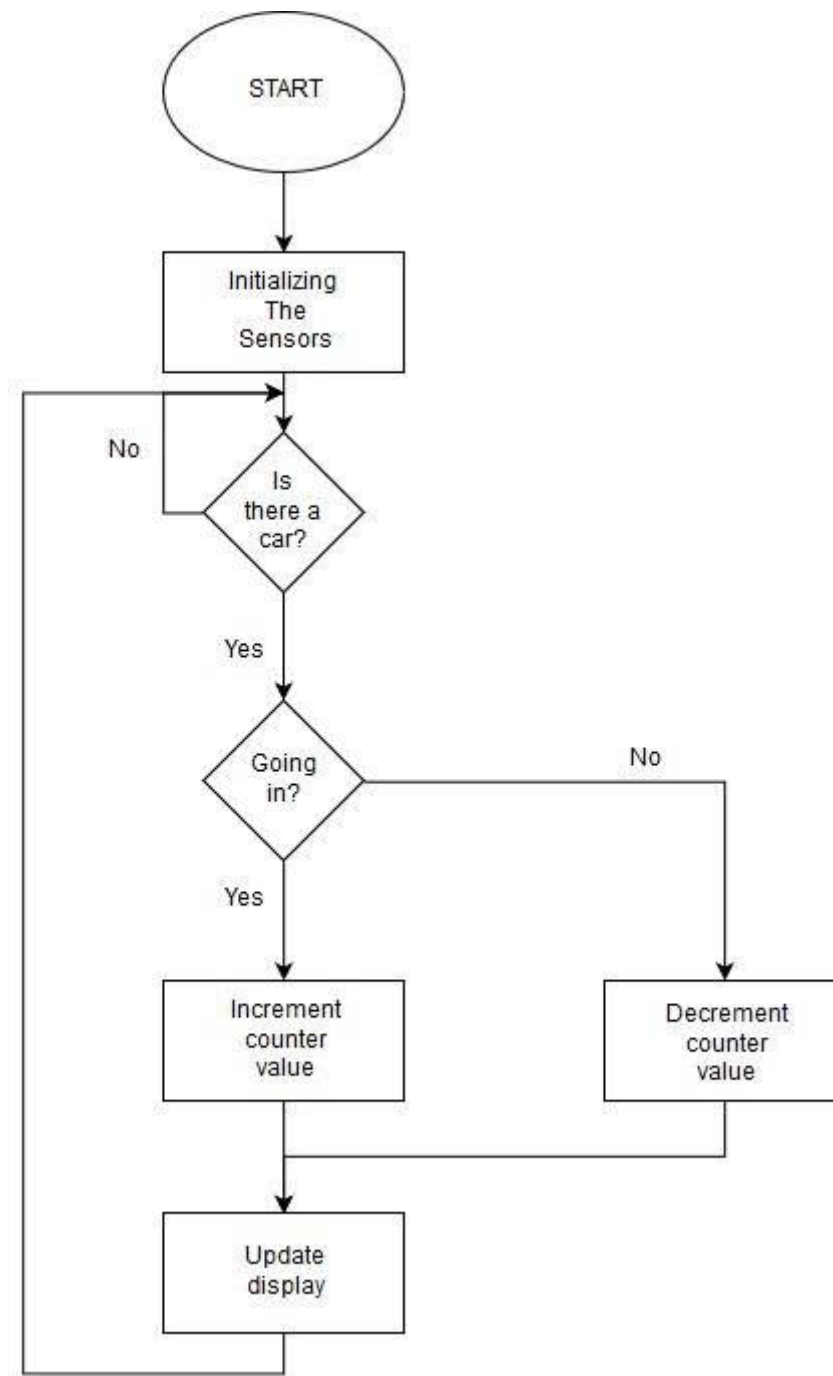 START
Initializing
The
Sensors
No
Is
there a
car?
Yes
Going
in?
No
Yes
Increment
counter
value
Decrement
counter
value
Update
display